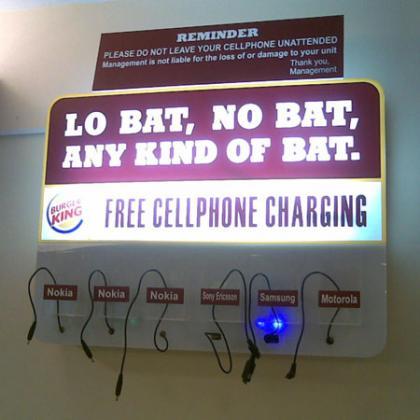 REMINDER
PLEASE DO NOT LEAVE YOUR CELLPHONE UNATTENDED
Management is not liable for the loss of or damage to your unit
Thank you,
Management
LO BAT, NO BAT,
ANY KIND OF BAT.
BURGER
KING
FREE CELLPHONE CHARGING
Nokia
Nokia
Nokia
Sony Ericsson
Samsung
Motorola